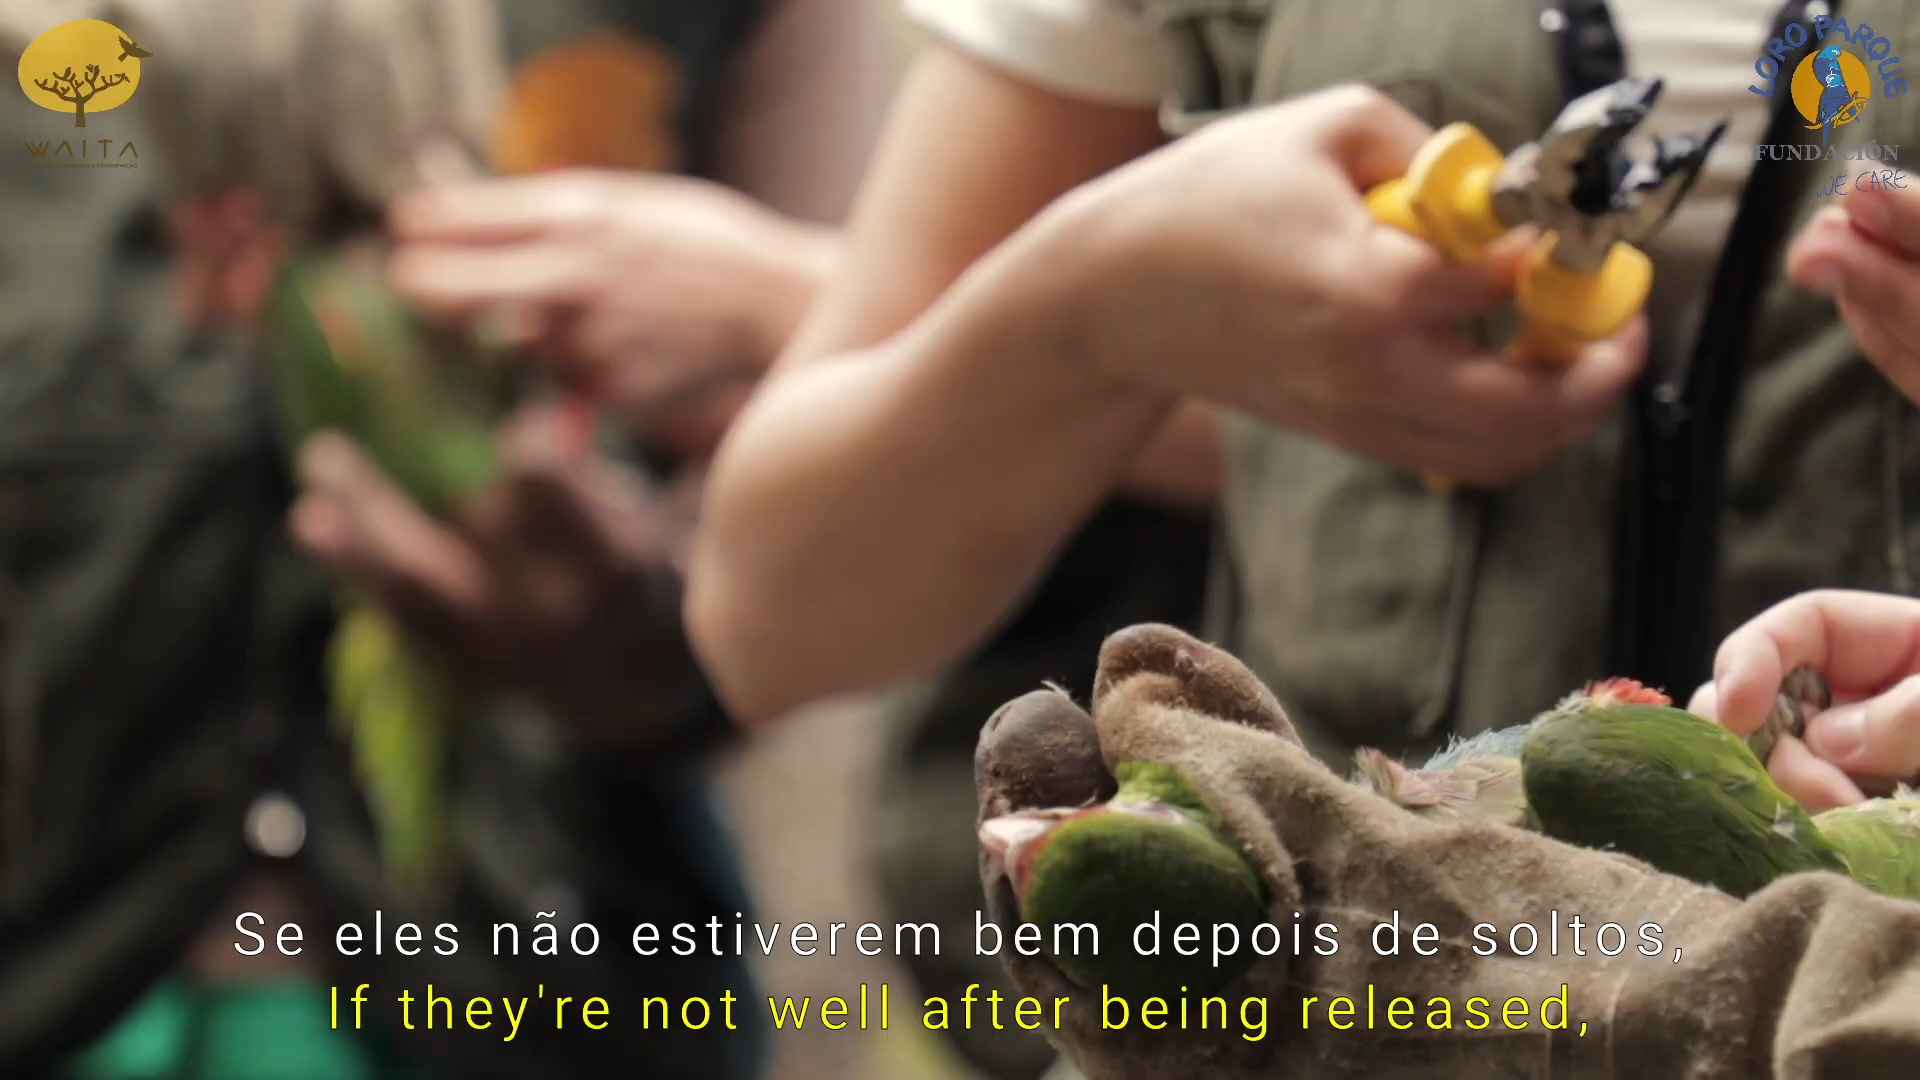 WAITA
LORO PARQUE
FUNDACIÓN
WE CARE
Se eles não estiverem bem depois de soltos,
If they're not well after being released,